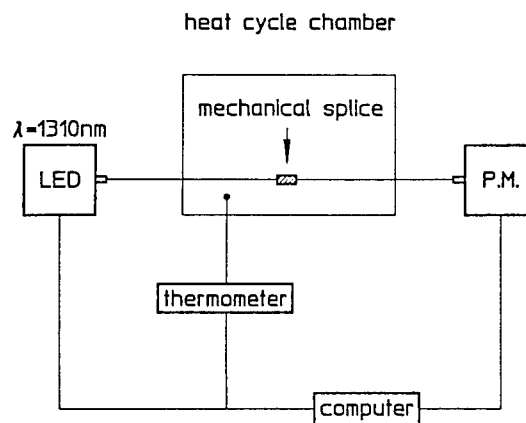 heat cycle chamber
mechanical splice
λ=1310nm
LED
P.M.
thermometer
computer